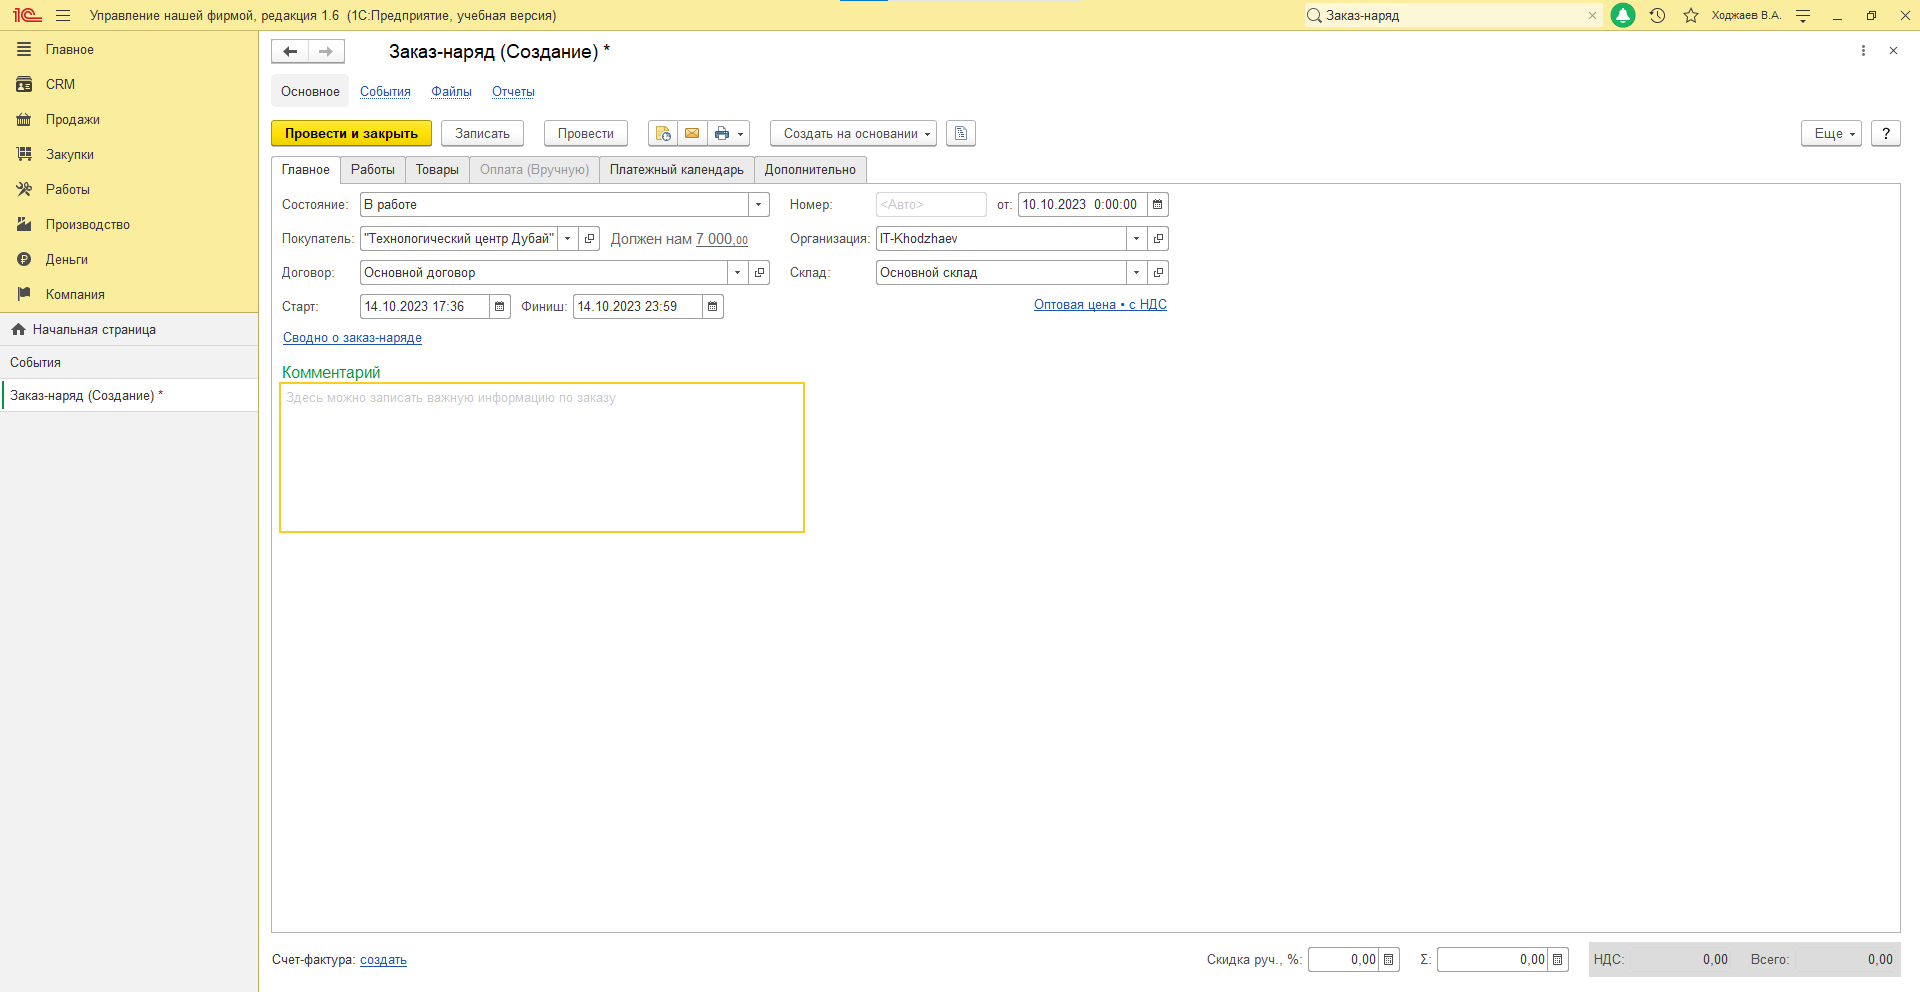 1С Управление нашей фирмой, редакция 1.6 (1С:Предприятие, учебная версия) Заказ-наряд Ходжаев В.А.
Главное
CRM
Продажи
Закупки
Работы
Производство
Деньги
Компания
Начальная страница
События
Заказ-наряд (Создание) *
Заказ-наряд (Создание) *
Основное События Файлы Отчеты
Провести и закрыть Записать Провести Создать на основании Еще ?
Главное Работы Товары Оплата (Вручную) Платежный календарь Дополнительно
Состояние: В работе Номер: <Авто> от: 10.10.2023 0:00:00
Покупатель: "Технологический центр Дубай" Должен нам 7 000,00 Организация: IT-Khodzhaev
Договор: Основной договор Склад: Основной склад
Старт: 14.10.2023 17:36 Финиш: 14.10.2023 23:59 Оптовая цена • с НДС
Сводно о заказ-наряде
Комментарий
Здесь можно записать важную информацию по заказу
Счет-фактура: создать Скидка руч., %: 0,00 Σ: 0,00 НДС: 0,00 Всего: 0,00